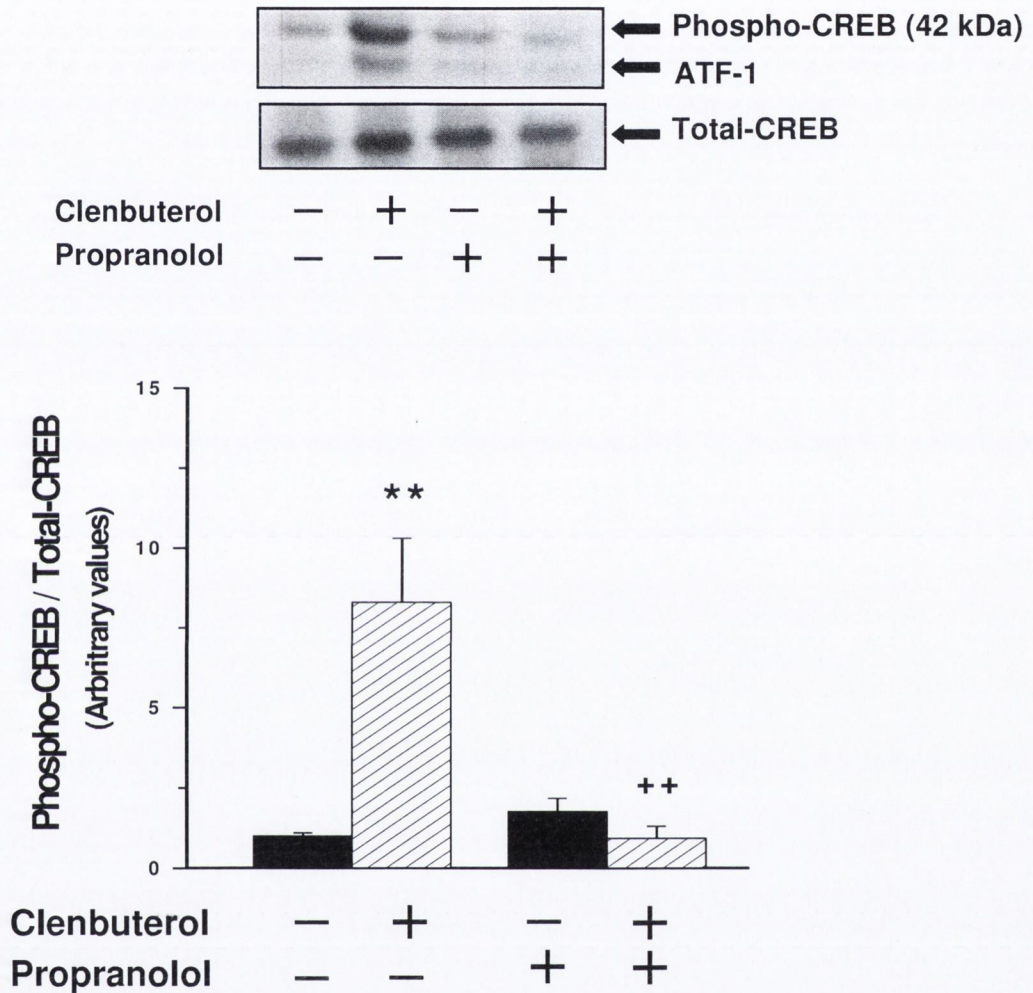 Phospho-CREB (42 kDa)
ATF-1
Total-CREB
Clenbuterol − + − +
Propranolol − − + +
Phospho-CREB / Total-CREB
(Arbritrary values)
15
10
5
0
**
++
Clenbuterol − + − +
Propranolol − − + +